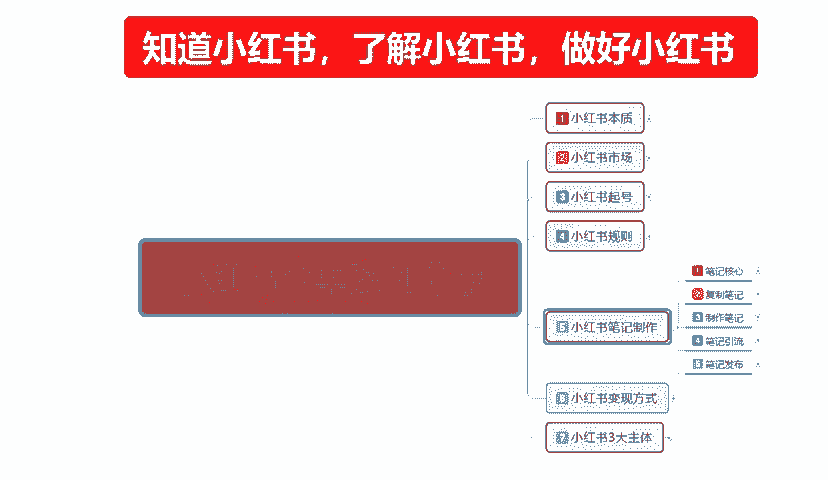 知道小红书，了解小红书，做好小红书
1 小红书本质
2 小红书市场
3 小红书起号
4 小红书规则
5 小红书笔记制作
1 笔记核心
2 复制笔记
3 制作笔记
4 笔记引流
5 笔记发布
6 小红书变现方式
7 小红书3大主体